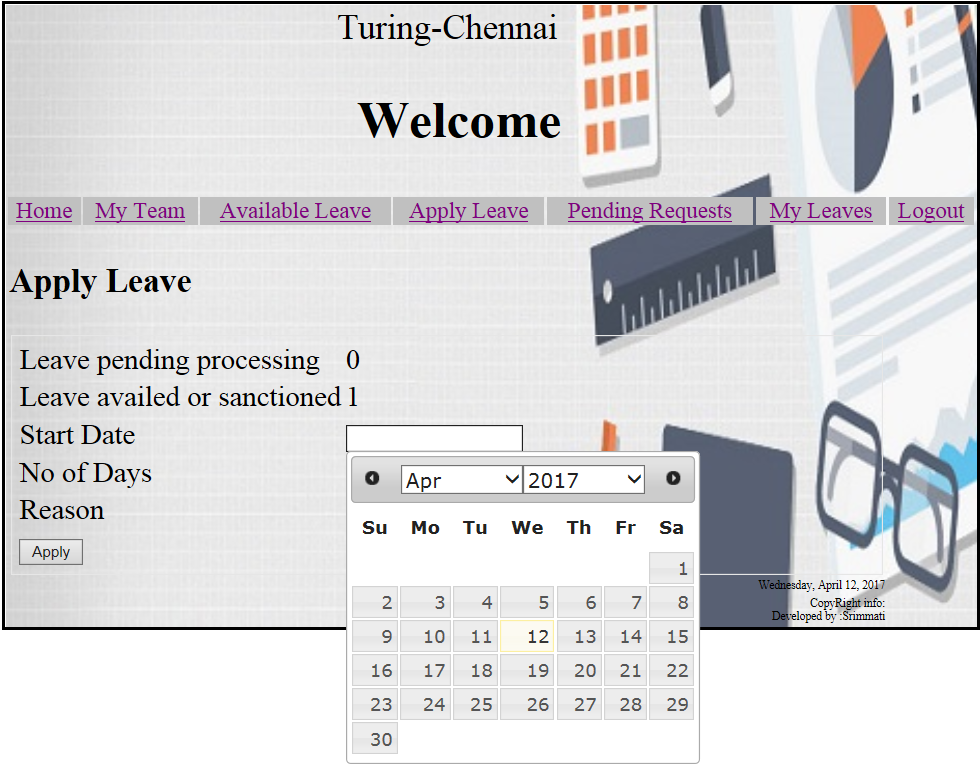 Turing-Chennai
Welcome
Home My Team Available Leave Apply Leave Pending Requests My Leaves Logout
Apply Leave
Leave pending processing 0
Leave availed or sanctioned 1
Start Date
No of Days
Reason
Apply
Apr 2017
Su Mo Tu We Th Fr Sa
1
2 3 4 5 6 7 8
9 10 11 12 13 14 15
16 17 18 19 20 21 22
23 24 25 26 27 28 29
30
Wednesday, April 12, 2017
CopyRight info:
Developed by :Srimmati